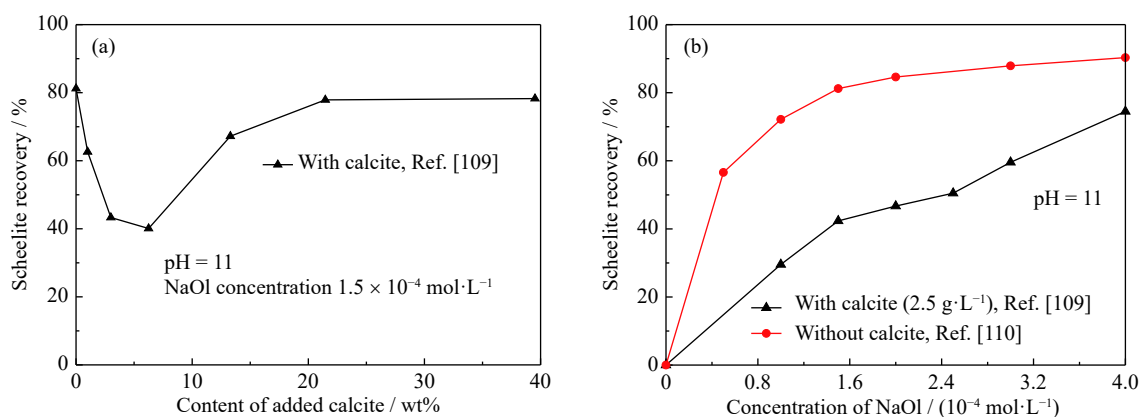 (a)
100
80
60
40
20
0
Scheelite recovery / %
With calcite, Ref. [109]
pH = 11
NaOl concentration 1.5 × 10⁻⁴ mol·L⁻¹
0 10 20 30 40
Content of added calcite / wt%
(b)
100
80
60
40
20
0
Scheelite recovery / %
pH = 11
With calcite (2.5 g·L⁻¹), Ref. [109]
Without calcite, Ref. [110]
0 0.8 1.6 2.4 3.2 4.0
Concentration of NaOl / (10⁻⁴ mol·L⁻¹)